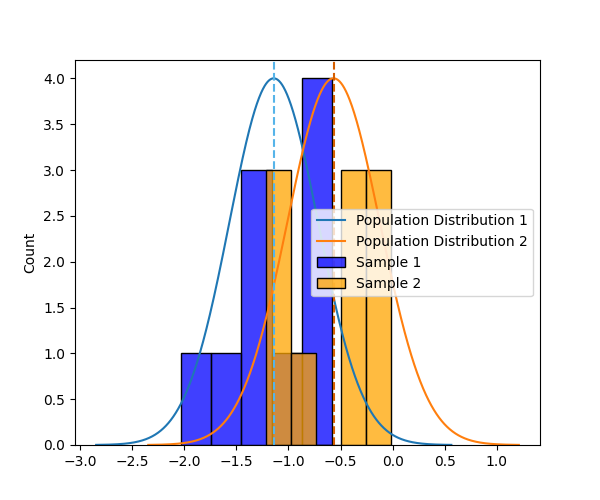 4.0
3.5
3.0
2.5
2.0
1.5
1.0
0.5
0.0
Count
Population Distribution 1
Population Distribution 2
Sample 1
Sample 2
−3.0 −2.5 −2.0 −1.5 −1.0 −0.5 0.0 0.5 1.0